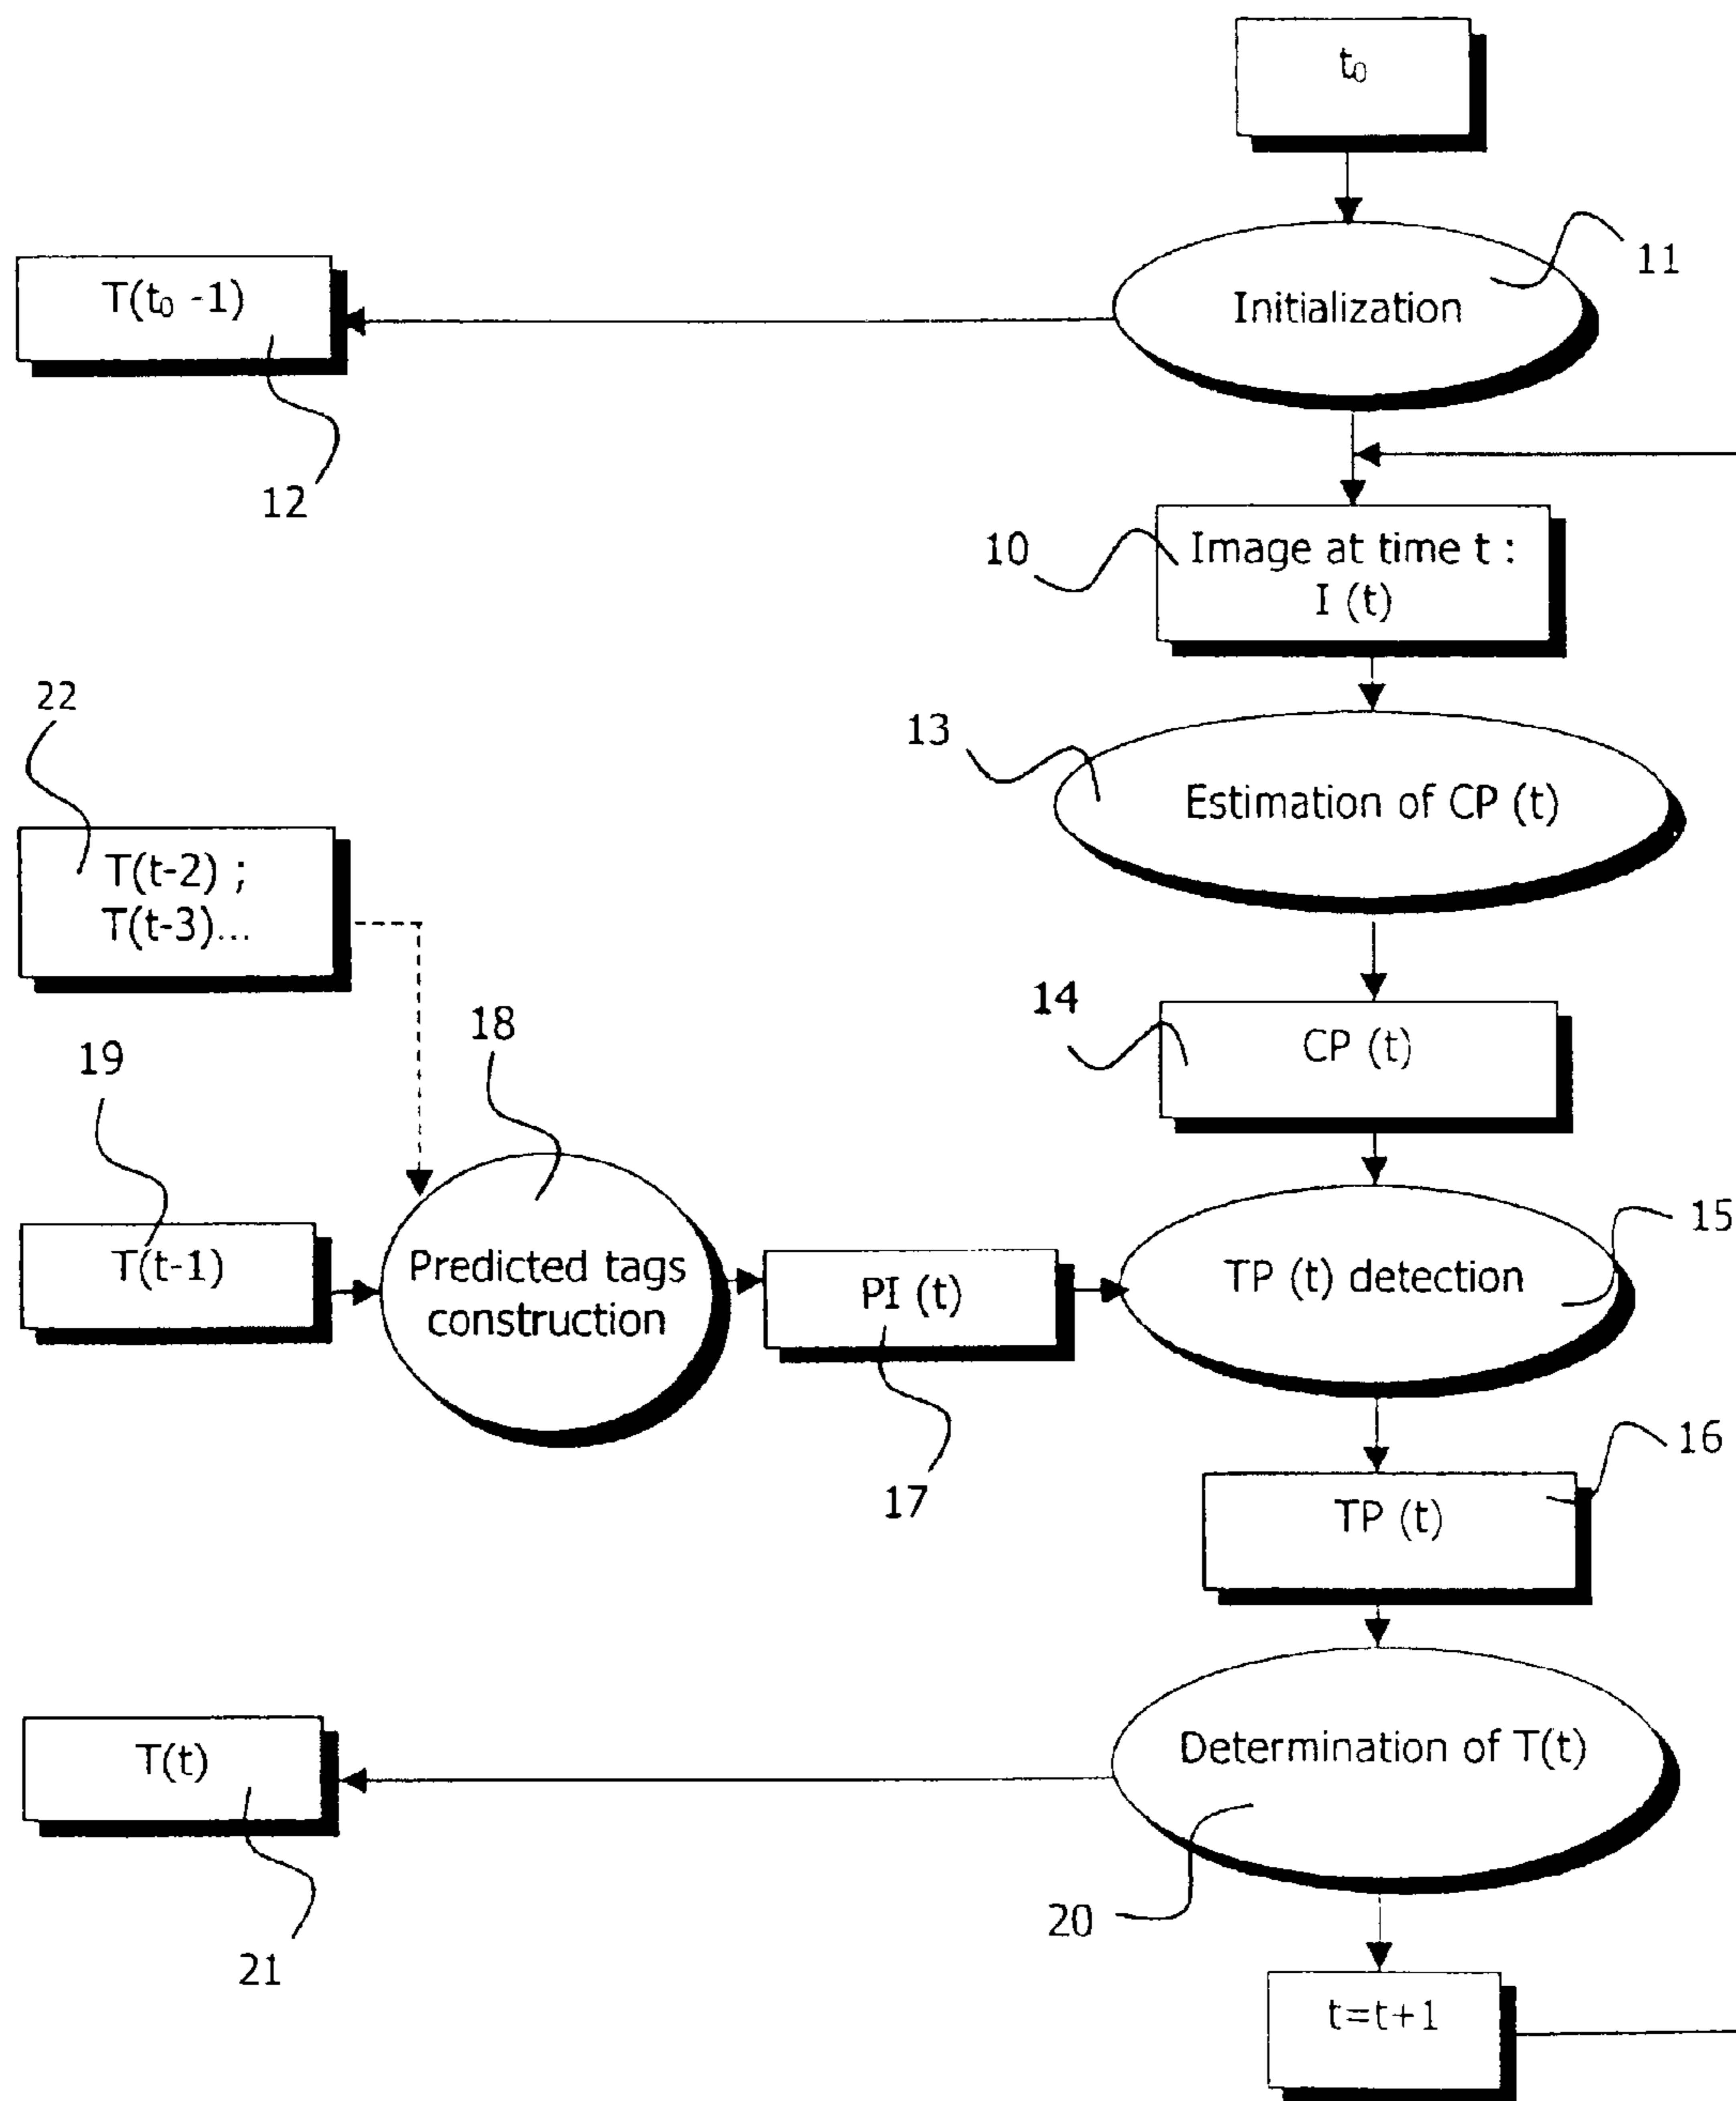 t₀
11
Initialization
T(t₀ -1)
12
10
Image at time t :
I (t)
22
13
Estimation of CP (t)
T(t-2) ;
T(t-3)...
14
CP (t)
18
19
15
T(t-1)
Predicted tags
construction
PI (t)
TP (t) detection
17
16
TP (t)
T(t)
Determination of T(t)
20
21
t=t+1